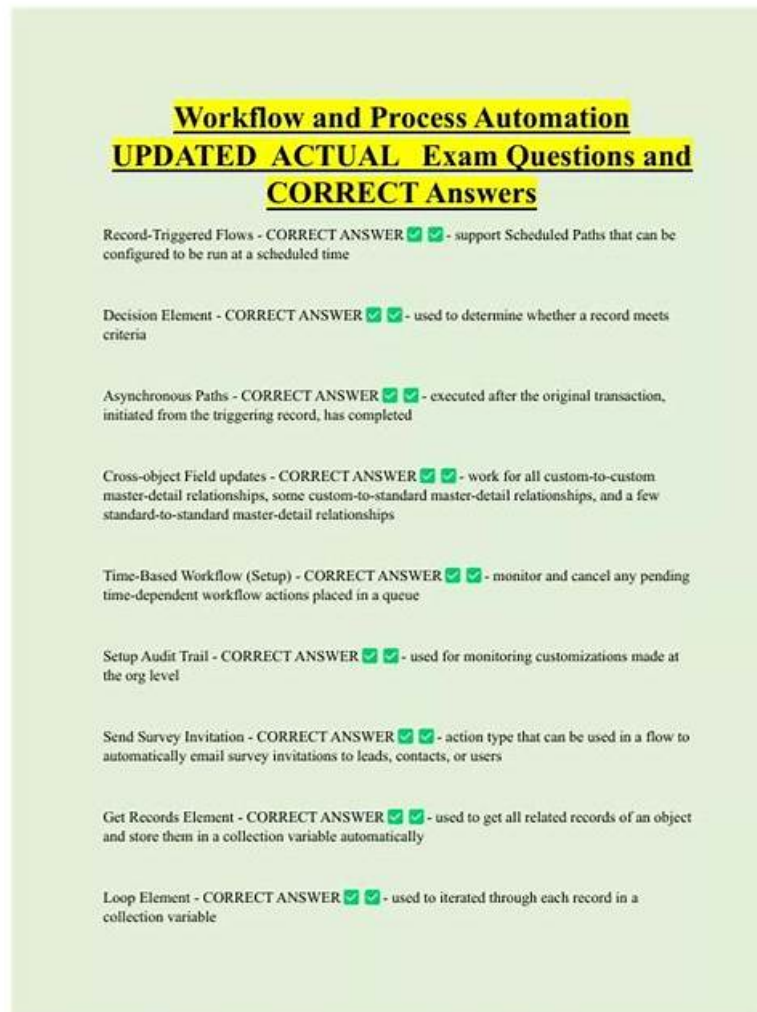 Workflow and Process Automation
UPDATED ACTUAL Exam Questions and
CORRECT Answers
Record-Triggered Flows - CORRECT ANSWER ✅ ✅ - support Scheduled Paths that can be
configured to be run at a scheduled time
Decision Element - CORRECT ANSWER ✅ ✅ - used to determine whether a record meets
criteria
Asynchronous Paths - CORRECT ANSWER ✅ ✅ - executed after the original transaction,
initiated from the triggering record, has completed
Cross-object Field updates - CORRECT ANSWER ✅ ✅ - work for all custom-to-custom
master-detail relationships, some custom-to-standard master-detail relationships, and a few
standard-to-standard master-detail relationships
Time-Based Workflow (Setup) - CORRECT ANSWER ✅ ✅ - monitor and cancel any pending
time-dependent workflow actions placed in a queue
Setup Audit Trail - CORRECT ANSWER ✅ ✅ - used for monitoring customizations made at
the org level
Send Survey Invitation - CORRECT ANSWER ✅ ✅ - action type that can be used in a flow to
automatically email survey invitations to leads, contacts, or users
Get Records Element - CORRECT ANSWER ✅ ✅ - used to get all related records of an object
and store them in a collection variable automatically
Loop Element - CORRECT ANSWER ✅ ✅ - used to iterated through each record in a
collection variable